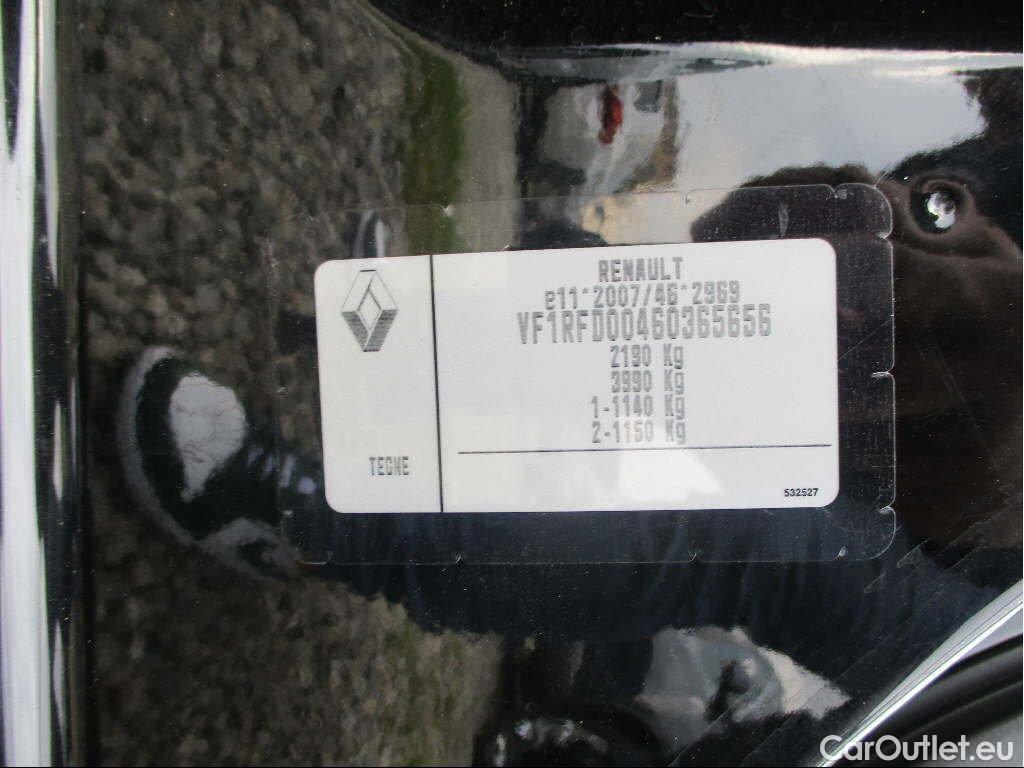 RENAULT
e11*2007/46*2969
VF1RFD00460365656
2190 Kg
3990 Kg
1-1140 Kg
2-1150 Kg
TECNE
532527
CarOutlet.eu